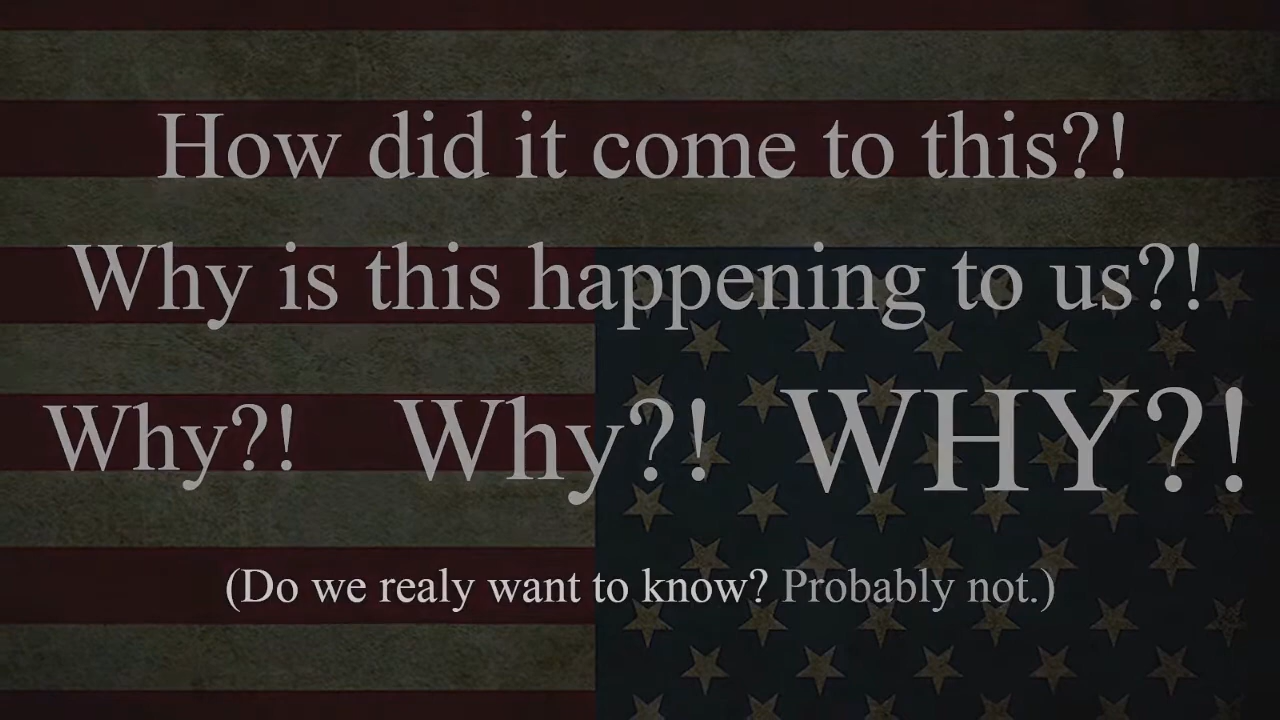 How did it come to this?!
Why is this happening to us?!
Why?! Why?! WHY?!
(Do we realy want to know? Probably not.)